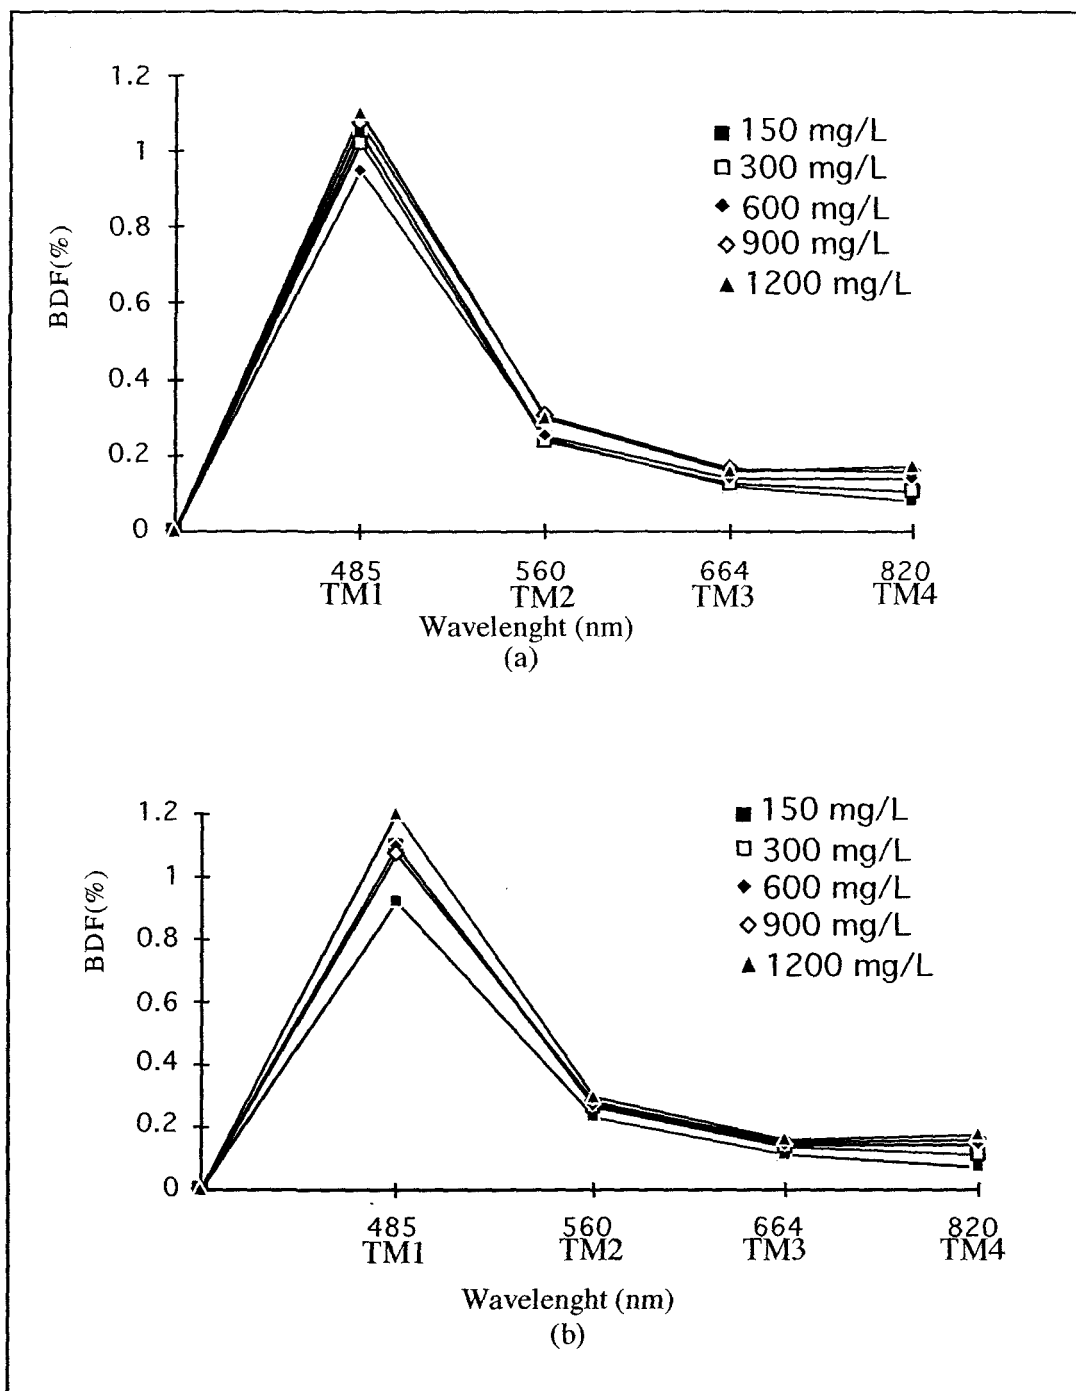 1.2
1
0.8
0.6
0.4
0.2
0
BDF(%)
150 mg/L
300 mg/L
600 mg/L
900 mg/L
1200 mg/L
485 560 664 820
TM1 TM2 TM3 TM4
Wavelenght (nm)
(a)
1.2
1
0.8
0.6
0.4
0.2
0
BDF(%)
150 mg/L
300 mg/L
600 mg/L
900 mg/L
1200 mg/L
485 560 664 820
TM1 TM2 TM3 TM4
Wavelenght (nm)
(b)